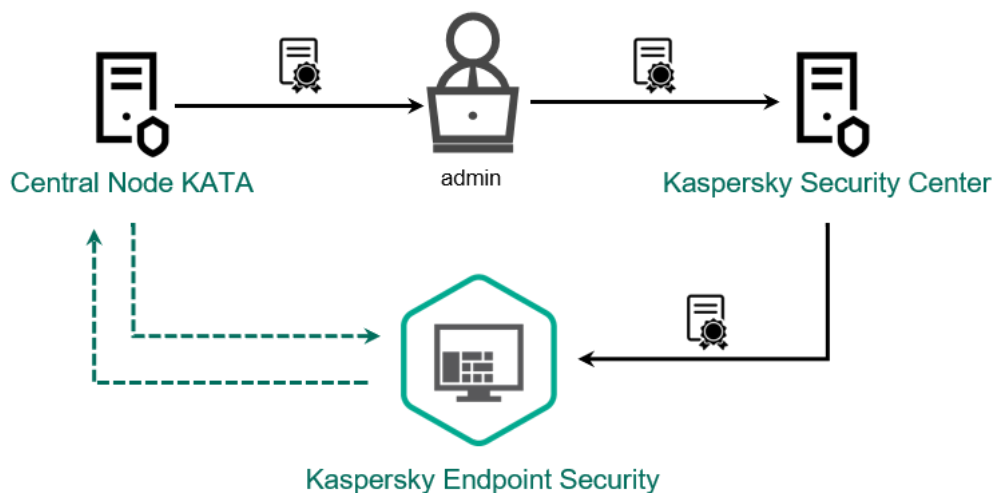 Central Node KATA
admin
Kaspersky Security Center
Kaspersky Endpoint Security